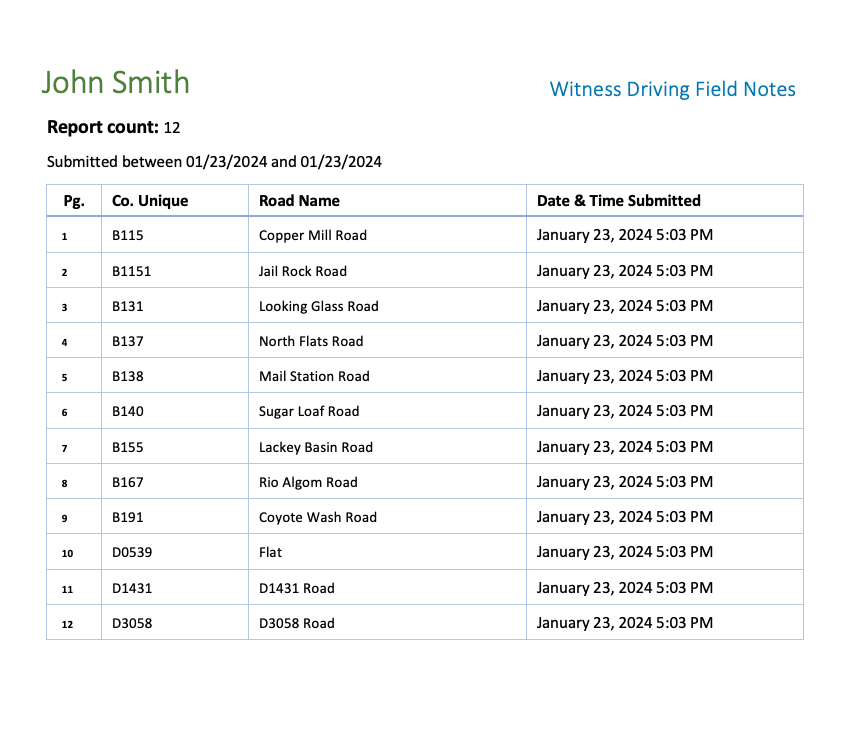 John Smith
Witness Driving Field Notes
Report count: 12
Submitted between 01/23/2024 and 01/23/2024
Pg. Co. Unique Road Name Date & Time Submitted
1 B115 Copper Mill Road January 23, 2024 5:03 PM
2 B1151 Jail Rock Road January 23, 2024 5:03 PM
3 B131 Looking Glass Road January 23, 2024 5:03 PM
4 B137 North Flats Road January 23, 2024 5:03 PM
5 B138 Mail Station Road January 23, 2024 5:03 PM
6 B140 Sugar Loaf Road January 23, 2024 5:03 PM
7 B155 Lackey Basin Road January 23, 2024 5:03 PM
8 B167 Rio Algom Road January 23, 2024 5:03 PM
9 B191 Coyote Wash Road January 23, 2024 5:03 PM
10 D0539 Flat January 23, 2024 5:03 PM
11 D1431 D1431 Road January 23, 2024 5:03 PM
12 D3058 D3058 Road January 23, 2024 5:03 PM